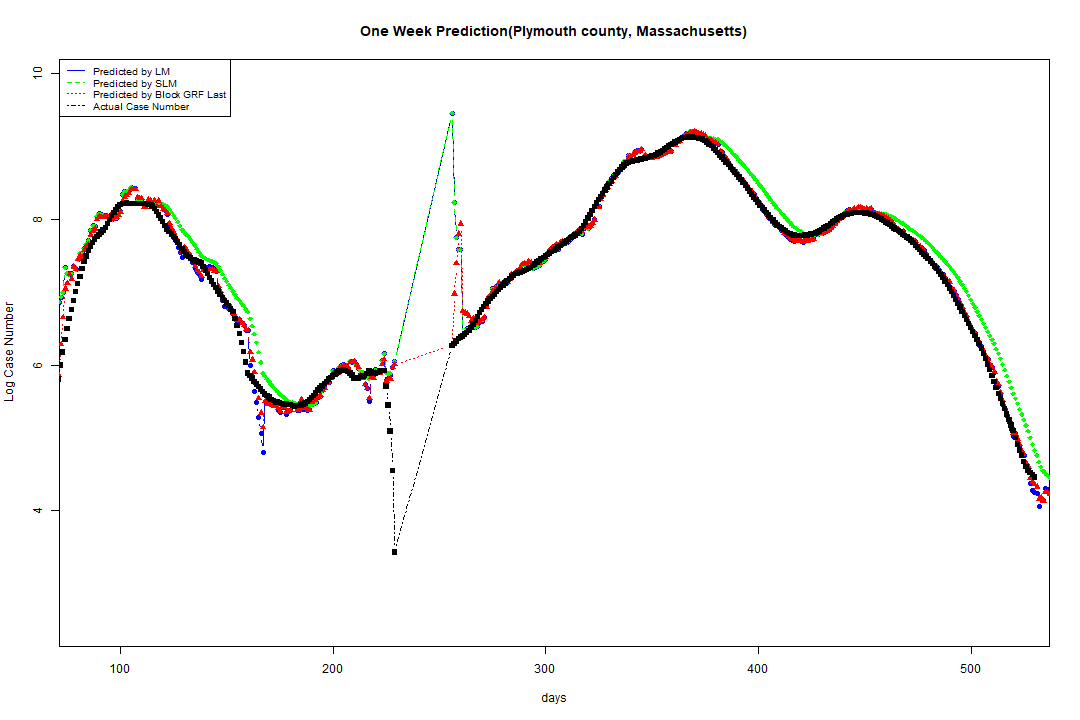 One Week Prediction(Plymouth county, Massachusetts)
Predicted by LM
Predicted by SLM
Predicted by Block GRF Last
Actual Case Number
10
8
6
4
Log Case Number
100 200 300 400 500
days